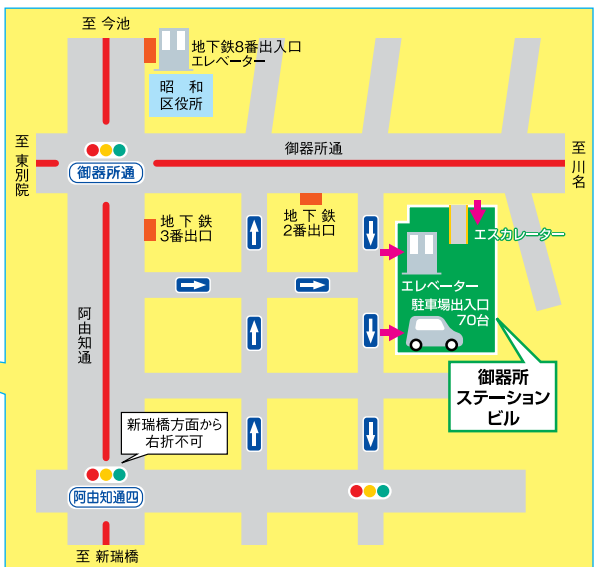 至 今池
地下鉄8番出入口
エレベーター
昭 和
区役所
至 東別院
御器所通
御器所通
至 川名
地 下 鉄
3番出口
地 下 鉄
2番出口
エスカレーター
エレベーター
駐車場出入口
70台
阿由知通
御器所
ステーション
ビル
新瑞橋方面から
右折不可
阿由知通四
至 新瑞橋